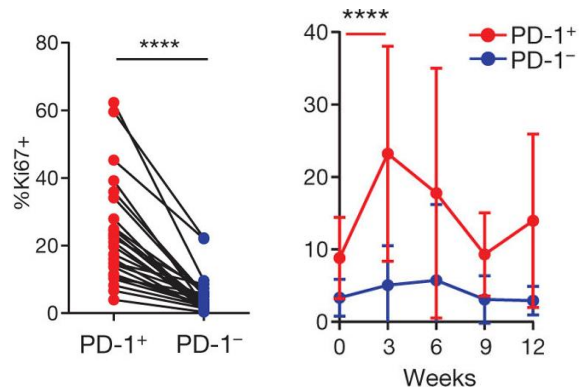 ****
%Ki67+
80
60
40
20
0
PD-1⁺ PD-1⁻
****
PD-1⁺
PD-1⁻
40
30
20
10
0
0 3 6 9 12
Weeks